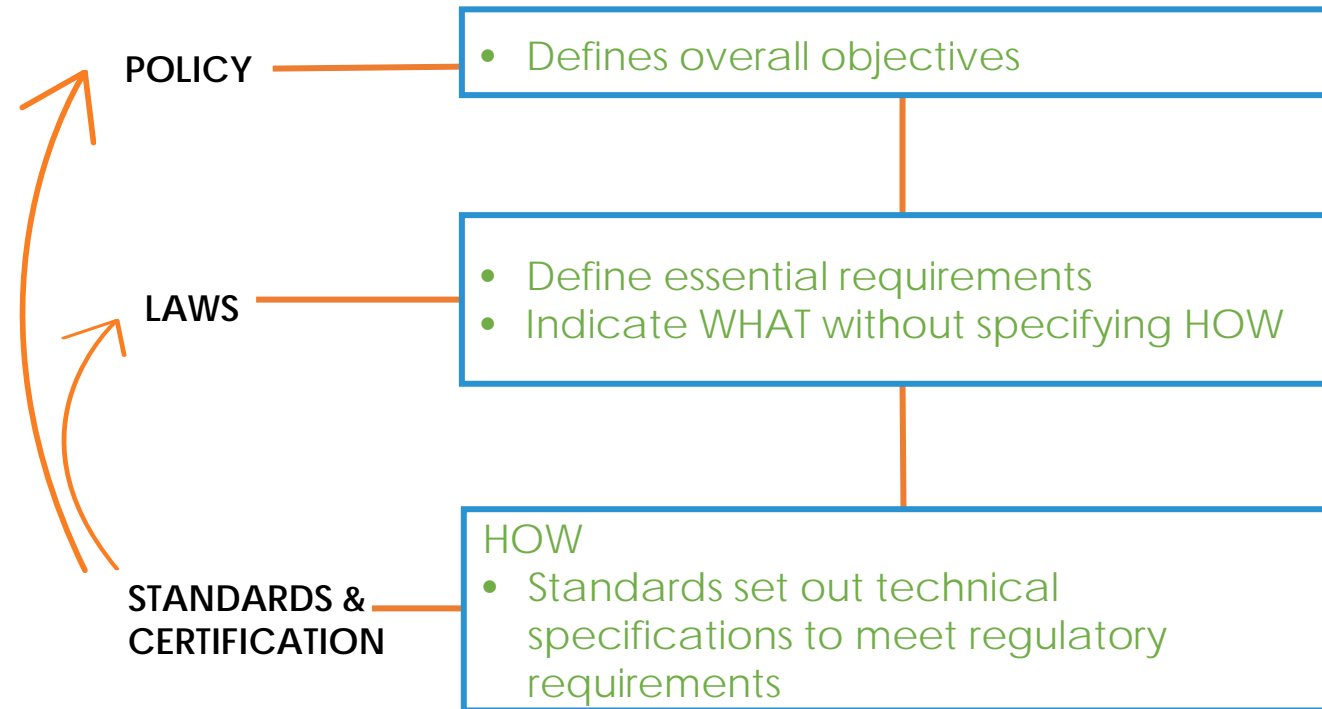 POLICY
• Defines overall objectives
LAWS
• Define essential requirements
• Indicate WHAT without specifying HOW
STANDARDS &
CERTIFICATION
HOW
• Standards set out technical
specifications to meet regulatory
requirements